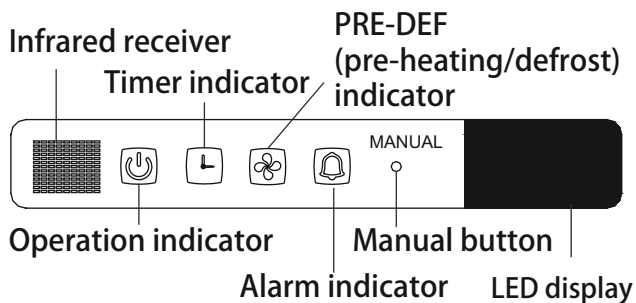 Infrared receiver
Timer indicator
PRE-DEF
(pre-heating/defrost)
indicator
MANUAL
Operation indicator
Manual button
Alarm indicator
LED display